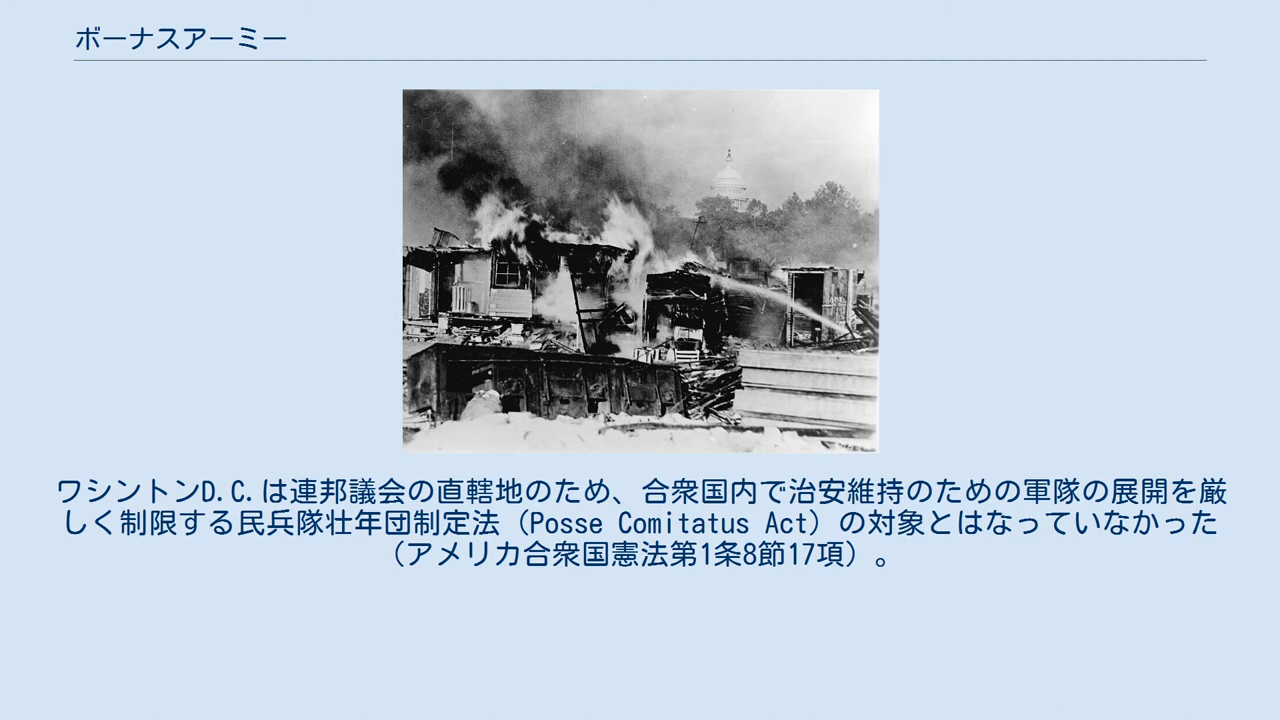 ボーナスアーミー
ワシントンD.C.は連邦議会の直轄地のため、合衆国内で治安維持のための軍隊の展開を厳
しく制限する民兵隊壮年団制定法（Posse Comitatus Act）の対象とはなっていなかった
（アメリカ合衆国憲法第1条8節17項）。